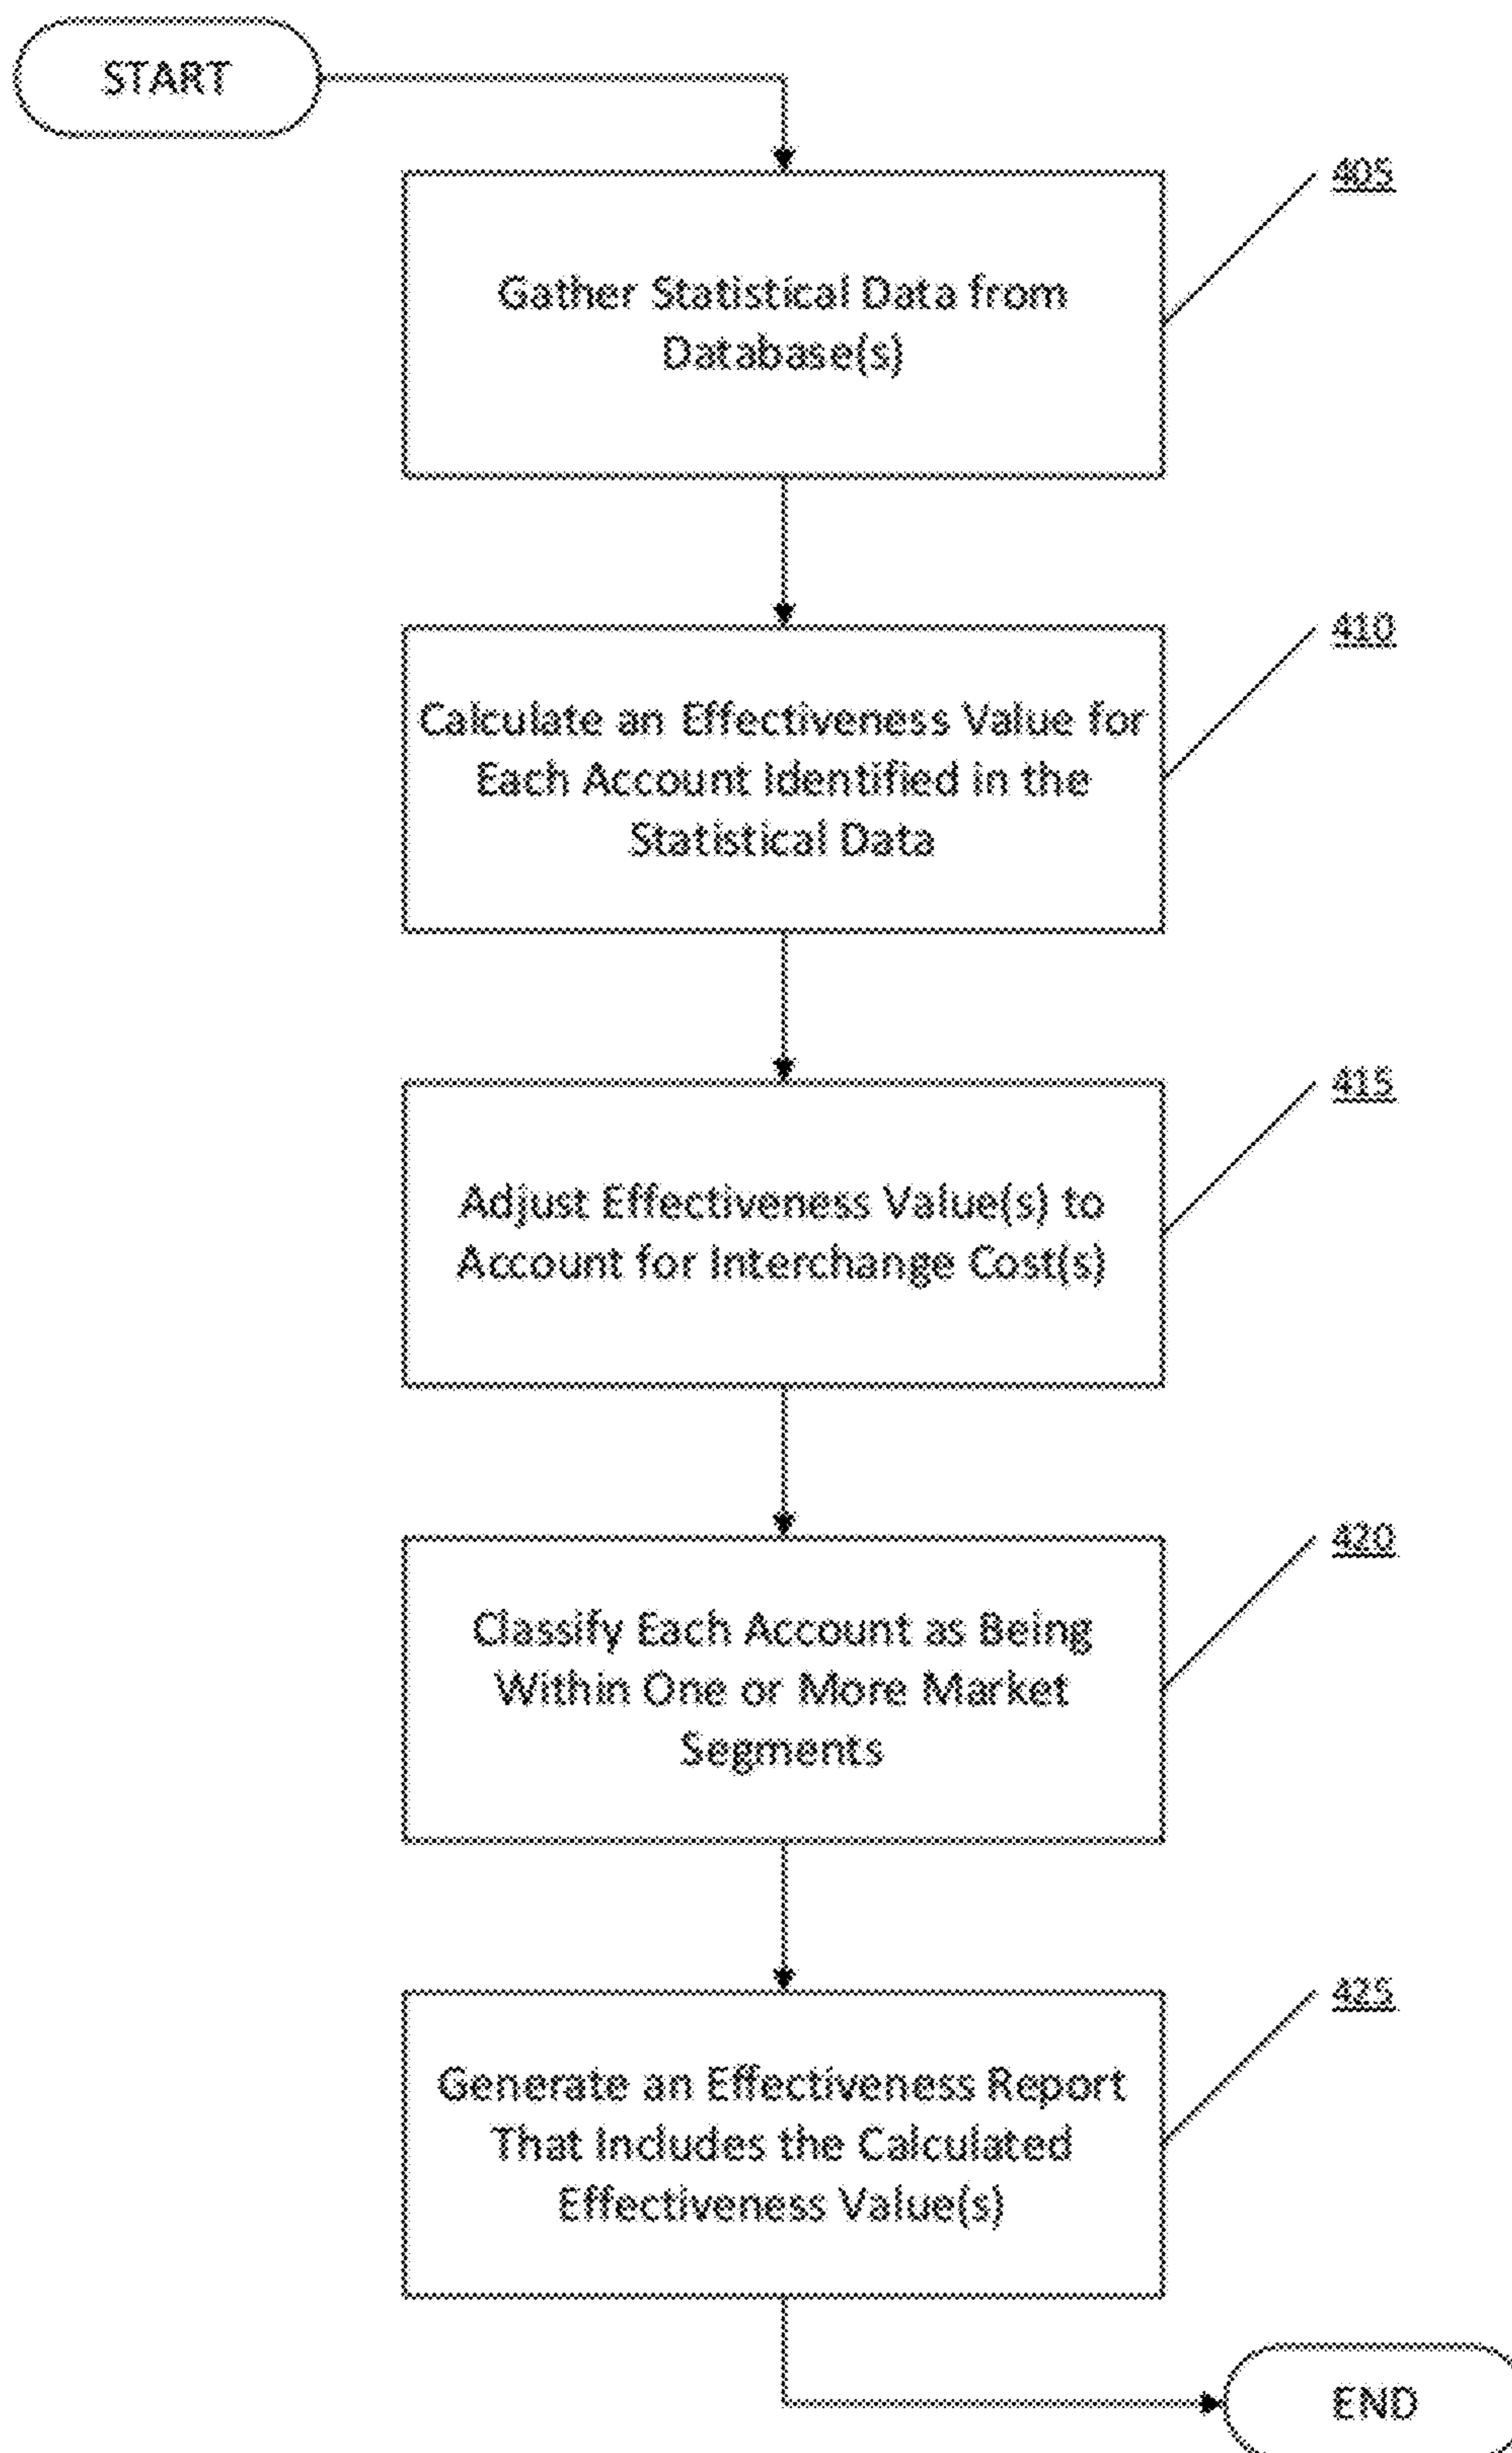 START
405
Gather Statistical Data from
Database(s)
410
Calculate an Effectiveness Value for
Each Account Identified in the
Statistical Data
415
Adjust Effectiveness Value(s) to
Account for Interchange Cost(s)
420
Classify Each Account as Being
Within One or More Market
Segments
425
Generate an Effectiveness Report
That Includes the Calculated
Effectiveness Value(s)
END